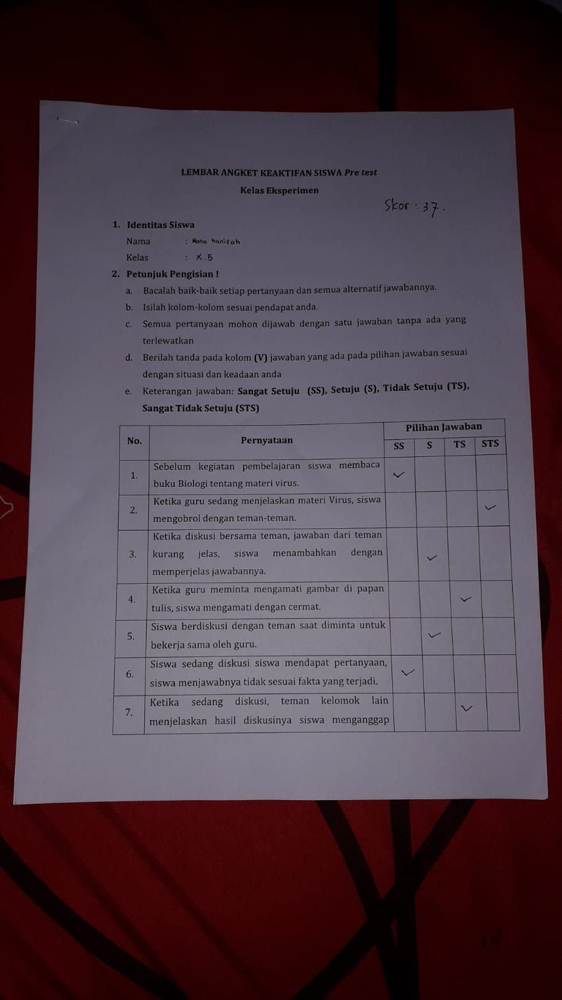 LEMBAR ANGKET KEAKTIFAN SISWA Pre test
Kelas Eksperimen
Skor : 37.
1. Identitas Siswa
Nama : Hana hanifah
Kelas : X.5
2. Petunjuk Pengisian !
a. Bacalah baik-baik setiap pertanyaan dan semua alternatif jawabannya.
b. Isilah kolom-kolom sesuai pendapat anda.
c. Semua pertanyaan mohon dijawab dengan satu jawaban tanpa ada yang
terlewatkan
d. Berilah tanda pada kolom (V) jawaban yang ada pada pilihan jawaban sesuai
dengan situasi dan keadaan anda
e. Keterangan jawaban: Sangat Setuju (SS), Setuju (S), Tidak Setuju (TS),
Sangat Tidak Setuju (STS)
No. Pernyataan Pilihan Jawaban
SS S TS STS
1. Sebelum kegiatan pembelajaran siswa membaca
buku Biologi tentang materi virus. ✓
2. Ketika guru sedang menjelaskan materi Virus, siswa
mengobrol dengan teman-teman. ✓
3. Ketika diskusi bersama teman, jawaban dari teman
kurang jelas, siswa menambahkan dengan ✓
memperjelas jawabannya.
4. Ketika guru meminta mengamati gambar di papan
tulis, siswa mengamati dengan cermat. ✓
5. Siswa berdiskusi dengan teman saat diminta untuk
bekerja sama oleh guru. ✓
6. Siswa sedang diskusi siswa mendapat pertanyaan,
siswa menjawabnya tidak sesuai fakta yang terjadi. ✓
7. Ketika sedang diskusi, teman kelomok lain
menjelaskan hasil diskusinya siswa menganggap ✓